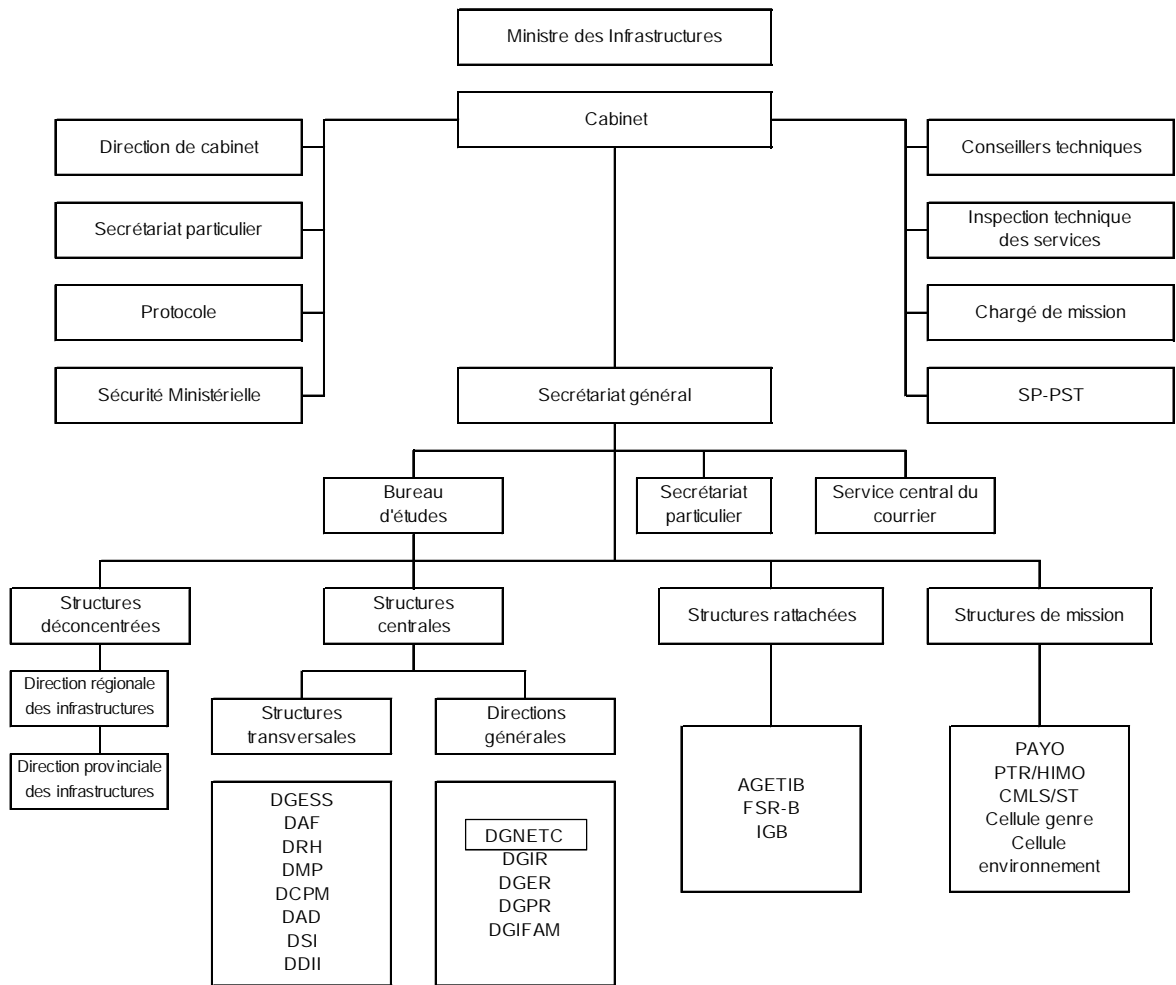 Ministre des Infrastructures
Cabinet
Direction de cabinet
Conseillers techniques
Secrétariat particulier
Inspection technique
des services
Protocole
Chargé de mission
Sécurité Ministérielle
Secrétariat général
SP-PST
Bureau
d'études
Secrétariat
particulier
Service central du
courrier
Structures
déconcentrées
Structures
centrales
Structures rattachées
Structures de mission
Direction régionale
des infrastructures
Direction provinciale
des infrastructures
Structures
transversales
Directions
générales
DGESS
DAF
DRH
DMP
DCPM
DAD
DSI
DDII
DGNETC
DGIR
DGER
DGPR
DGIFAM
AGETIB
FSR-B
IGB
PAYO
PTR/HIMO
CMLS/ST
Cellule genre
Cellule
environnement